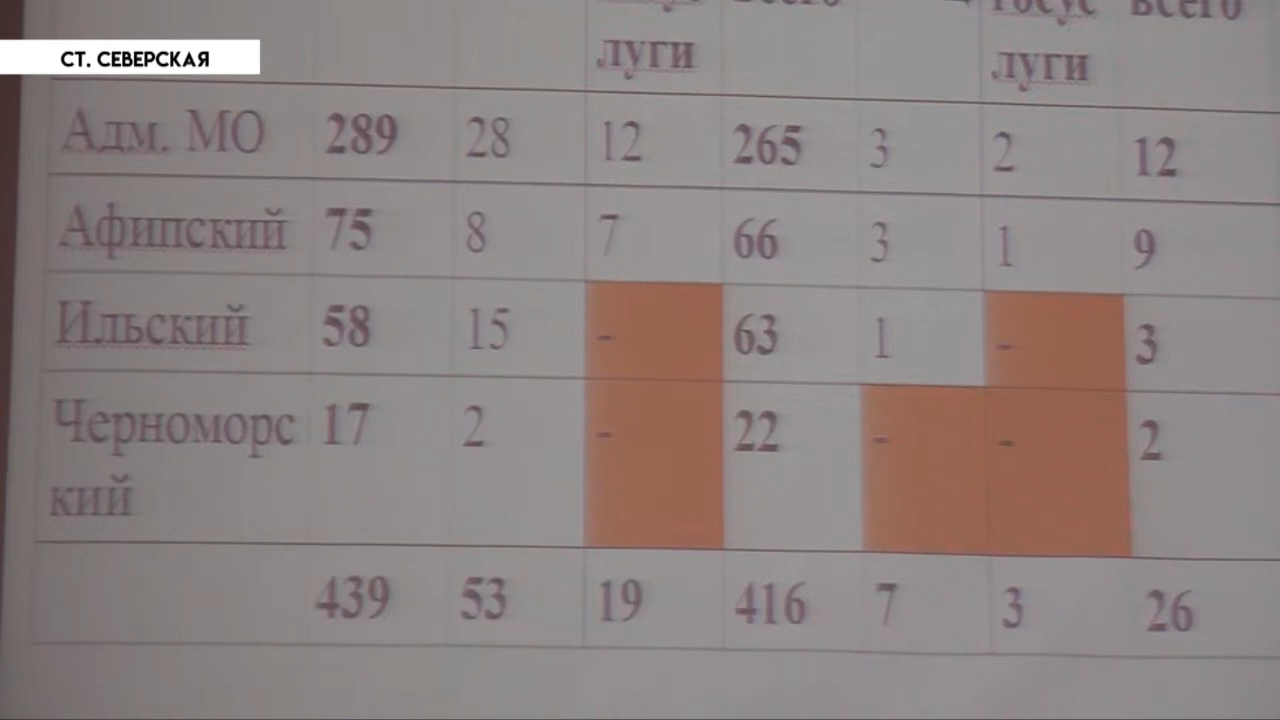 СТ. СЕВЕРСКАЯ
госус всего
луги луги
Адм. МО 289 28 12 265 3 2 12
Афипский 75 8 7 66 3 1 9
Ильский 58 15 - 63 1 - 3
Черноморс 17 2 - 22 - - 2
кий
439 53 19 416 7 3 26